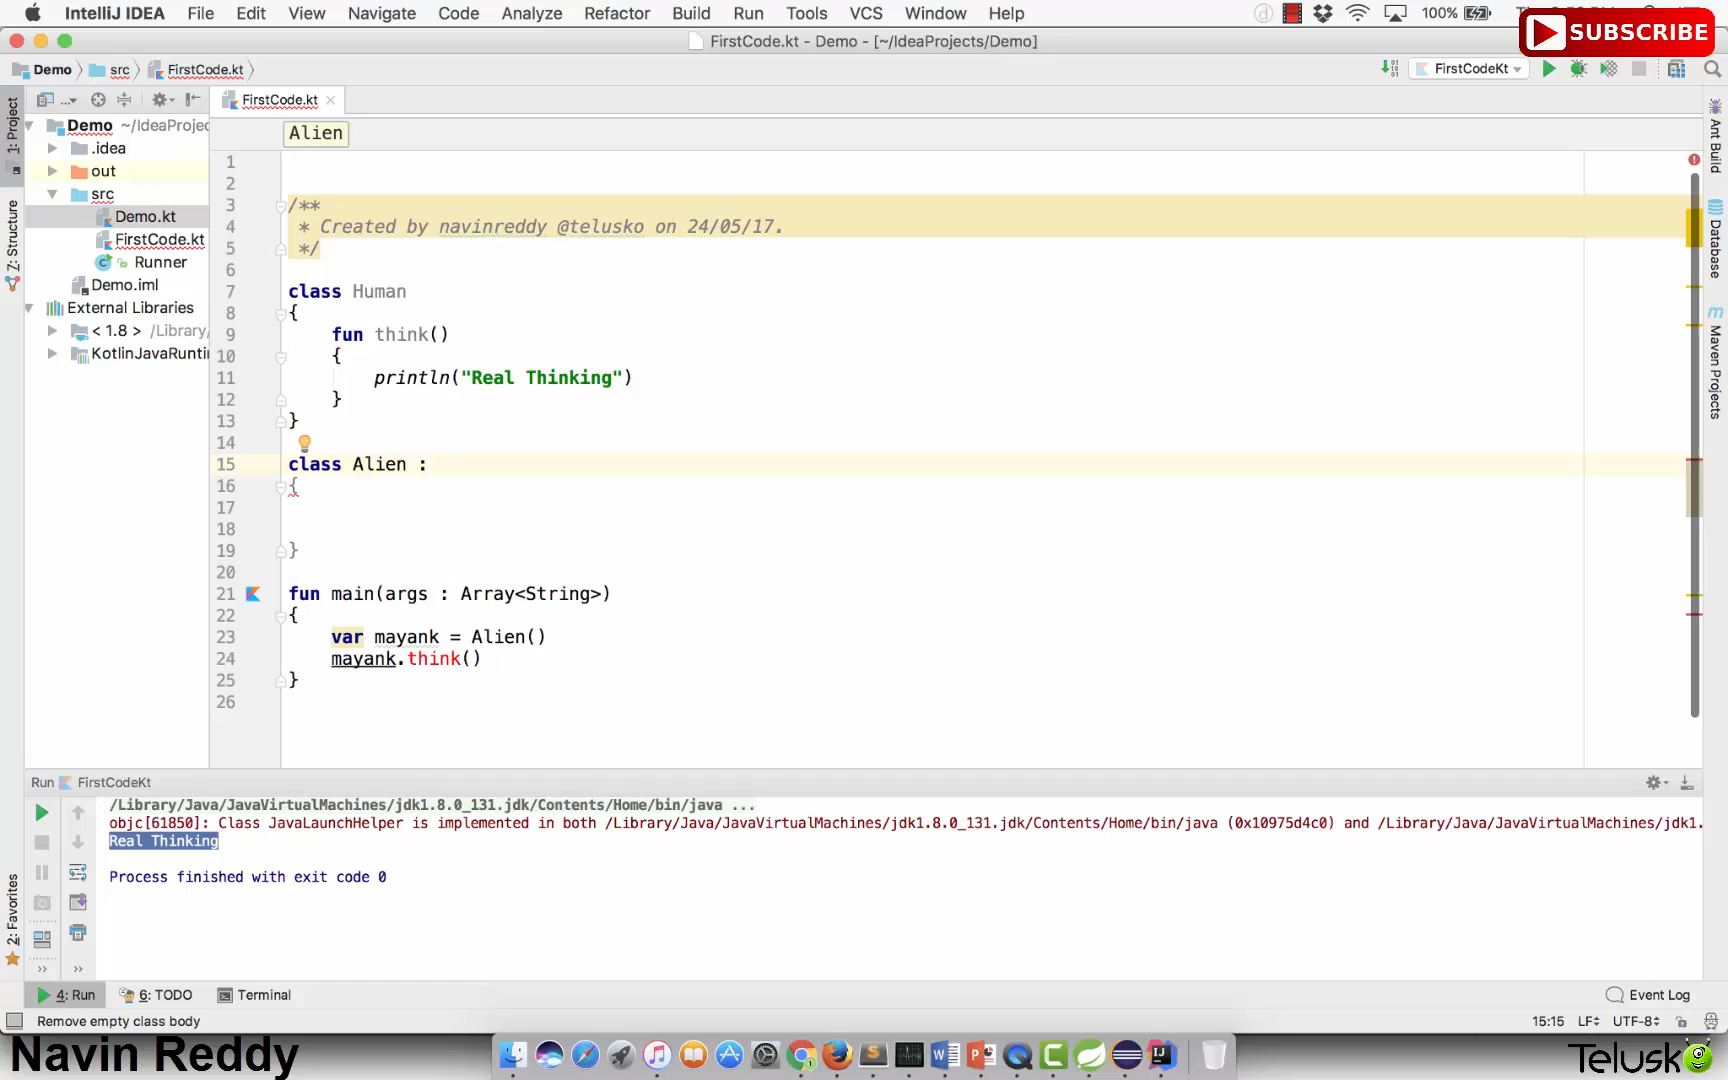 IntelliJ IDEA File Edit View Navigate Code Analyze Refactor Build Run Tools VCS Window Help 100%
SUBSCRIBE
FirstCode.kt - Demo - [~/IdeaProjects/Demo]
Demo src FirstCode.kt FirstCodeKt
1: Project
Z: Structure
2: Favorites
Demo ~/IdeaProjec
.idea
out
src
Demo.kt
FirstCode.kt
Runner
Demo.iml
External Libraries
< 1.8 > /Library/
KotlinJavaRunti
FirstCode.kt
Alien
1
2
3 /**
4 * Created by navinreddy @telusko on 24/05/17.
5 */
6
7 class Human
8 {
9 fun think()
10 {
11 println("Real Thinking")
12 }
13 }
14
15 class Alien :
16 {
17
18
19 }
20
21 fun main(args : Array<String>)
22 {
23 var mayank = Alien()
24 mayank.think()
25 }
26
Ant Build
Database
Maven Projects
Run FirstCodeKt
/Library/Java/JavaVirtualMachines/jdk1.8.0_131.jdk/Contents/Home/bin/java ...
objc[61850]: Class JavaLaunchHelper is implemented in both /Library/Java/JavaVirtualMachines/jdk1.8.0_131.jdk/Contents/Home/bin/java (0x10975d4c0) and /Library/Java/JavaVirtualMachines/jdk1.
Real Thinking
Process finished with exit code 0
4: Run 6: TODO Terminal Event Log
Remove empty class body 15:15 LF UTF-8
Navin Reddy
Telusko